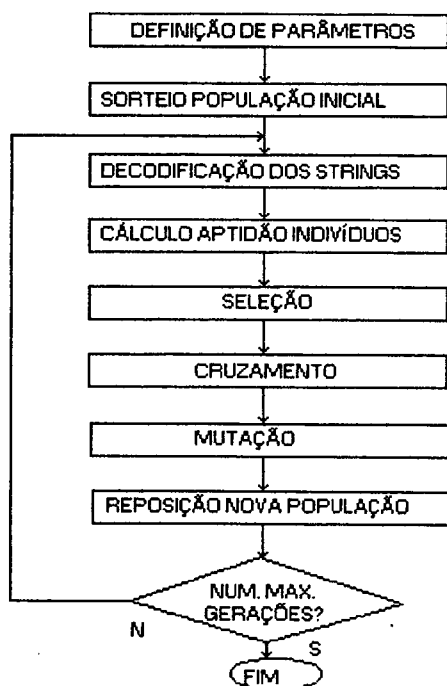 DEFINIÇÃO DE PARÂMETROS
SORTEIO POPULAÇÃO INICIAL
DECODIFICAÇÃO DOS STRINGS
CÁLCULO APTIDÃO INDIVÍDUOS
SELEÇÃO
CRUZAMENTO
MUTAÇÃO
REPOSIÇÃO NOVA POPULAÇÃO
NUM. MAX.
GERAÇÕES?
N
S
FIM